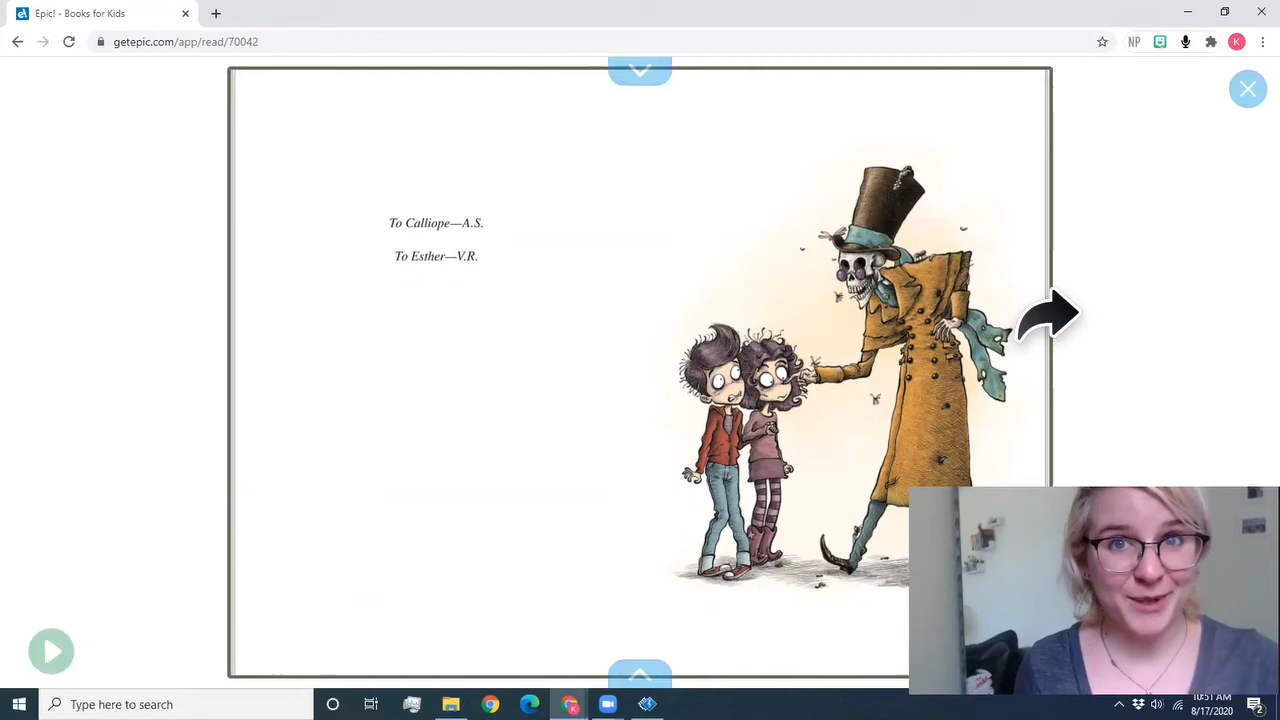 Epic! - Books for Kids
getepic.com/app/read/70042
NP
K
To Calliope—A.S.
To Esther—V.R.
Type here to search
10:51 AM
8/17/2020
2